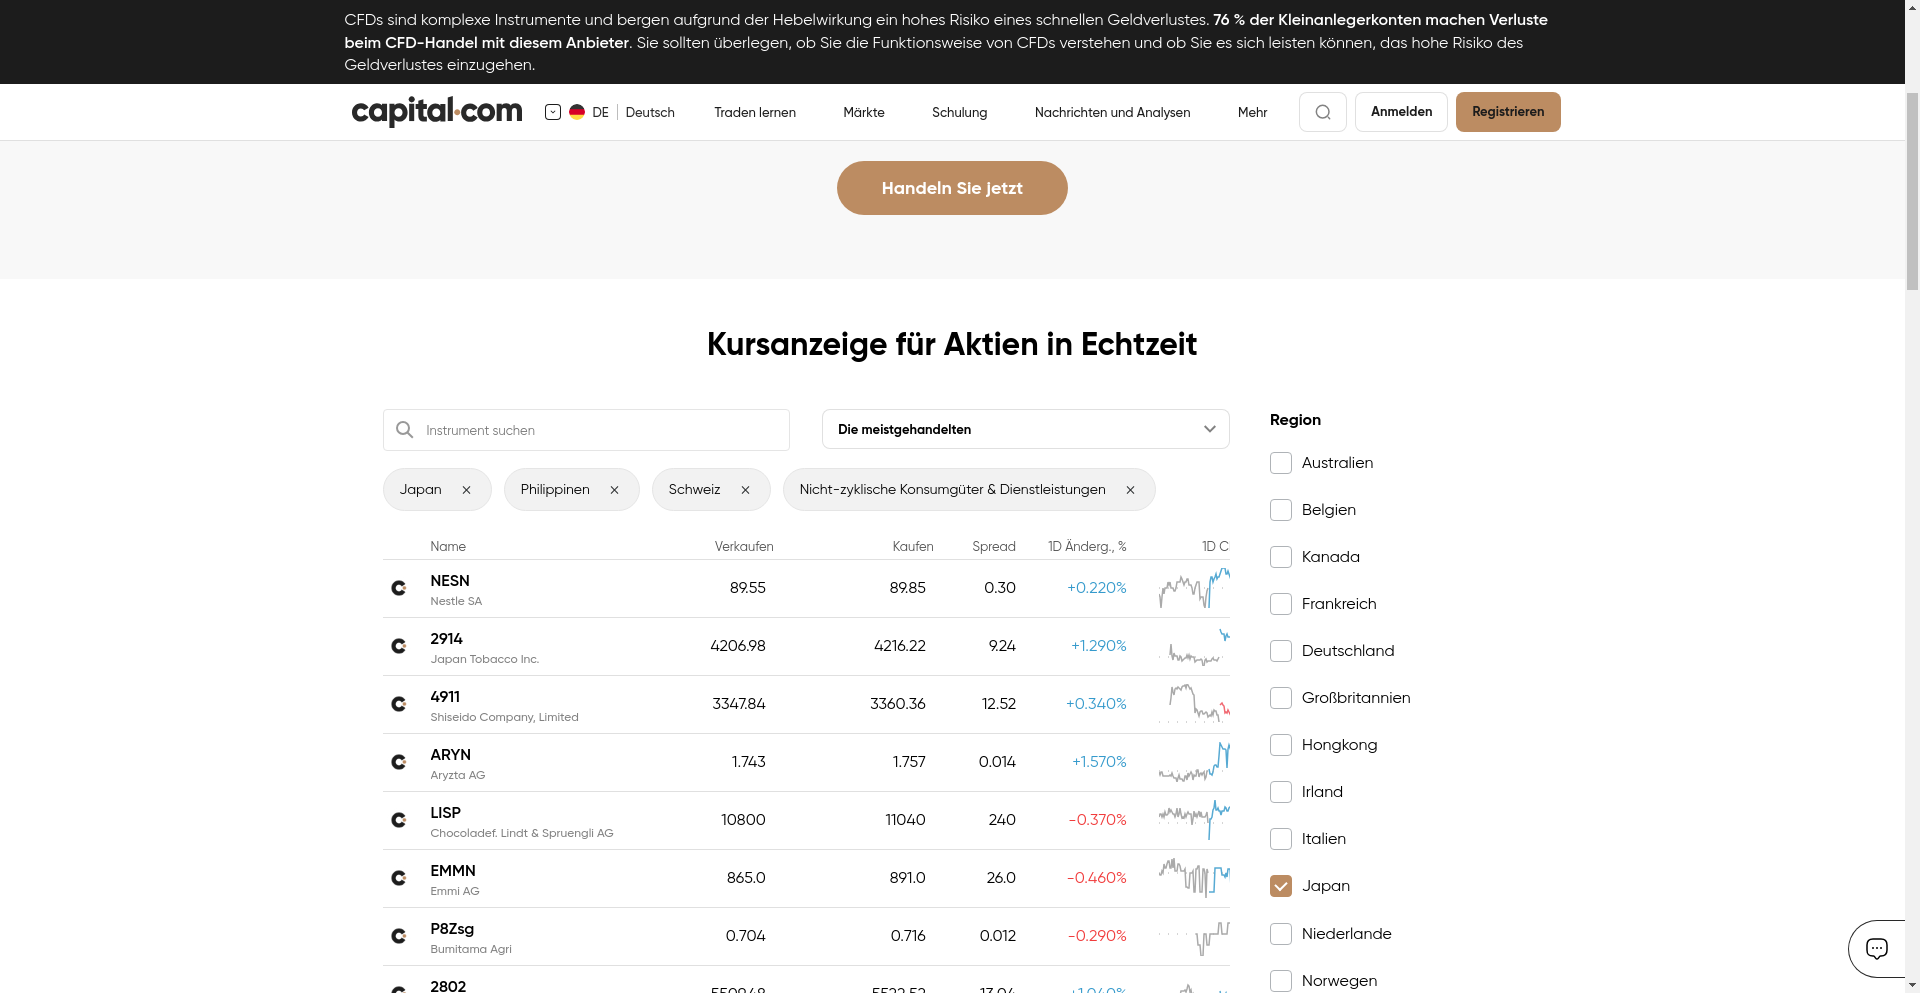 CFDs sind komplexe Instrumente und bergen aufgrund der Hebelwirkung ein hohes Risiko eines schnellen Geldverlustes. 76 % der Kleinanlegerkonten machen Verluste
beim CFD-Handel mit diesem Anbieter. Sie sollten überlegen, ob Sie die Funktionsweise von CFDs verstehen und ob Sie es sich leisten können, das hohe Risiko des
Geldverlustes einzugehen.
capital.com DE Deutsch Traden lernen Märkte Schulung Nachrichten und Analysen Mehr Anmelden Registrieren
Handeln Sie jetzt
Kursanzeige für Aktien in Echtzeit
Instrument suchen
Die meistgehandelten
Japan Philippinen Schweiz Nicht-zyklische Konsumgüter & Dienstleistungen
Name Verkaufen Kaufen Spread 1D Änderg., % 1D C
NESN 89.55 89.85 0.30 +0.220%
Nestle SA
2914 4206.98 4216.22 9.24 +1.290%
Japan Tobacco Inc.
4911 3347.84 3360.36 12.52 +0.340%
Shiseido Company, Limited
ARYN 1.743 1.757 0.014 +1.570%
Aryzta AG
LISP 10800 11040 240 -0.370%
Chocoladef. Lindt & Spruengli AG
EMMN 865.0 891.0 26.0 -0.460%
Emmi AG
P8Zsg 0.704 0.716 0.012 -0.290%
Bumitama Agri
2802 5509.48 5522.52 13.04 +1.040%
Region
Australien
Belgien
Kanada
Frankreich
Deutschland
Großbritannien
Hongkong
Irland
Italien
Japan
Niederlande
Norwegen